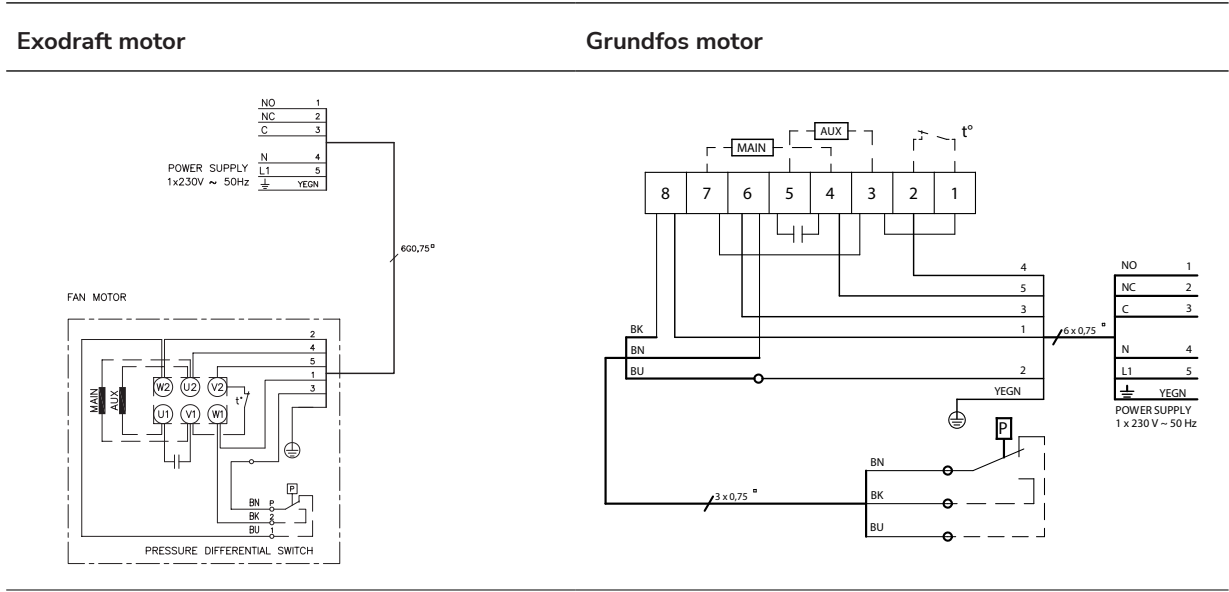 Exodraft motor
Grundfos motor
NO 1
NC 2
C 3
N 4
POWER SUPPLY L1 5
1x230V ~ 50Hz YEGN
6G0,75¤
FAN MOTOR
2
4
5
1
3
MAIN
AUX
W2 U2 V2
t°
U1 V1 W1
P
BN P
BK 2
BU 1
PRESSURE DIFFERENTIAL SWITCH
AUX
t°
MAIN
8 7 6 5 4 3 2 1
4
5
3
BK 1
BN
BU 2
YEGN
6 x 0,75 ¤
NO 1
NC 2
C 3
N 4
L1 5
YEGN
POWER SUPPLY
1 x 230 V ~ 50 Hz
P
BN
3 x 0,75 ¤
BK
BU